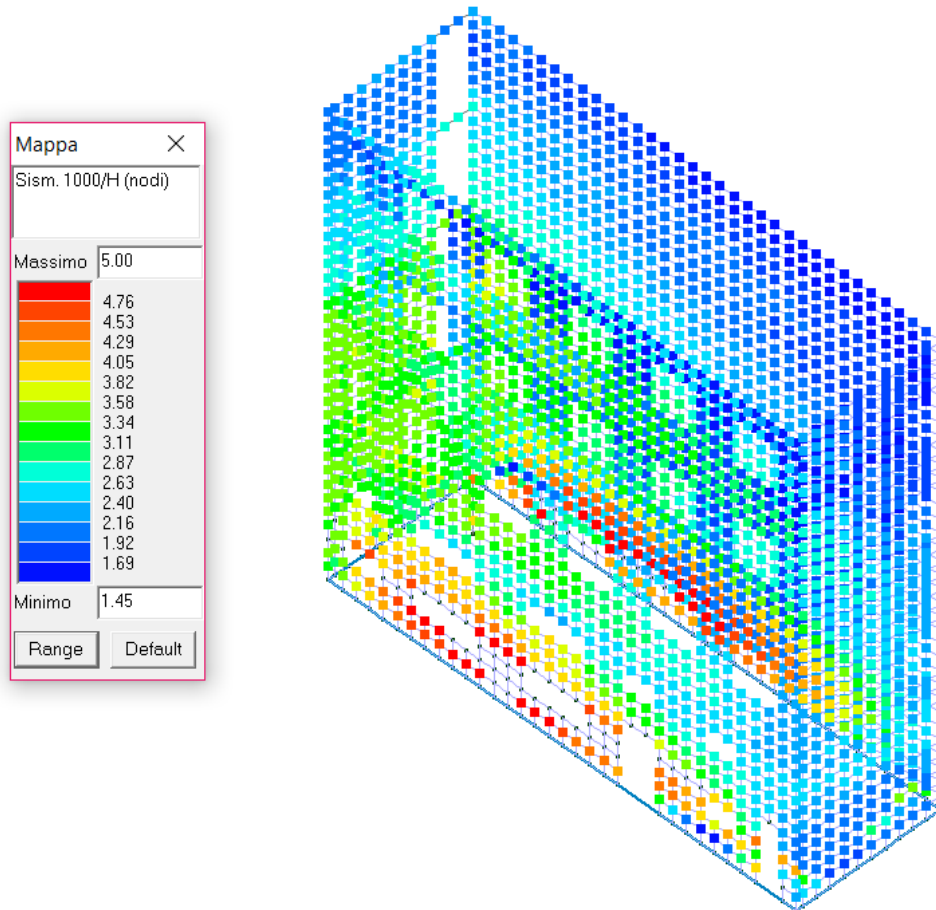 Mappa
Sism. 1000/H (nodi)
Massimo 5.00
4.76
4.53
4.29
4.05
3.82
3.58
3.34
3.11
2.87
2.63
2.40
2.16
1.92
1.69
Minimo 1.45
Range Default